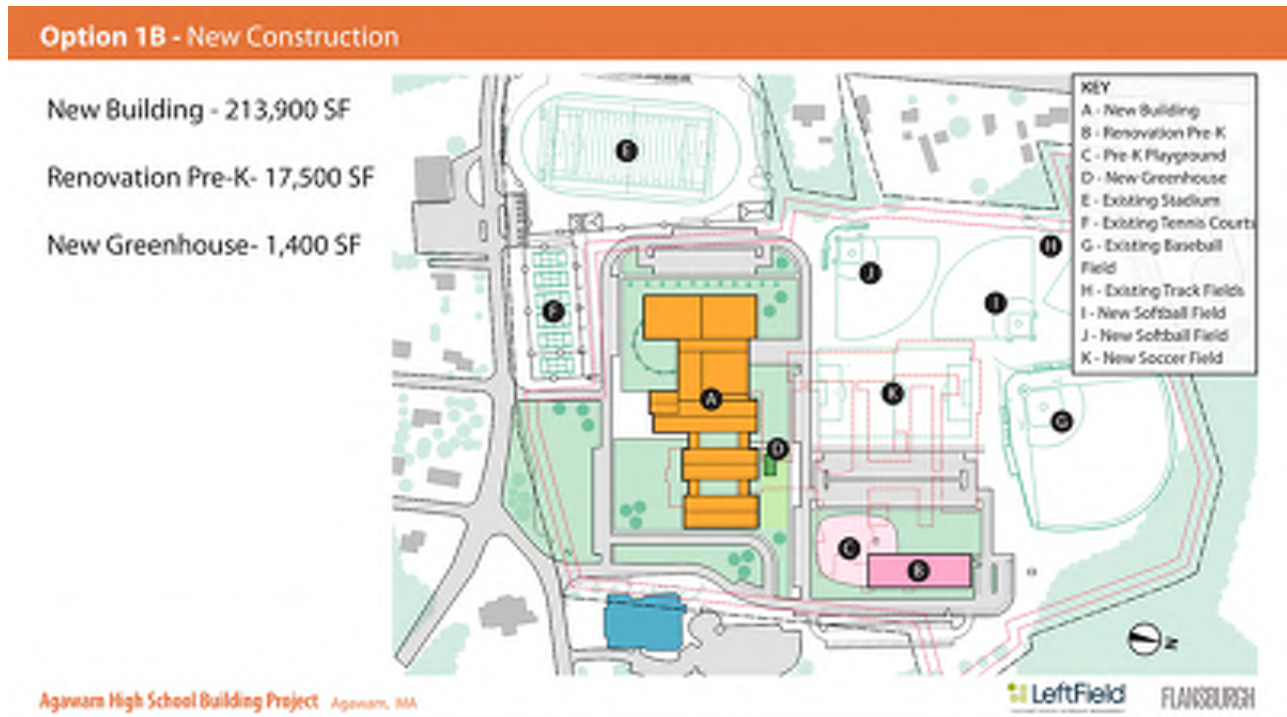 Option 1B - New Construction
New Building - 213,900 SF
Renovation Pre-K- 17,500 SF
New Greenhouse- 1,400 SF
KEY
A - New Building
B - Renovation Pre-K
C - Pre-K Playground
D - New Greenhouse
E - Existing Stadium
F - Existing Tennis Courts
G - Existing Baseball
Field
H - Existing Track Fields
I - New Softball Field
J - New Softball Field
K - New Soccer Field
E
H
J
I
F
A
K
G
D
C
B
N
Agawam High School Building Project Agawam, MA
LeftField
FLANSBURGH